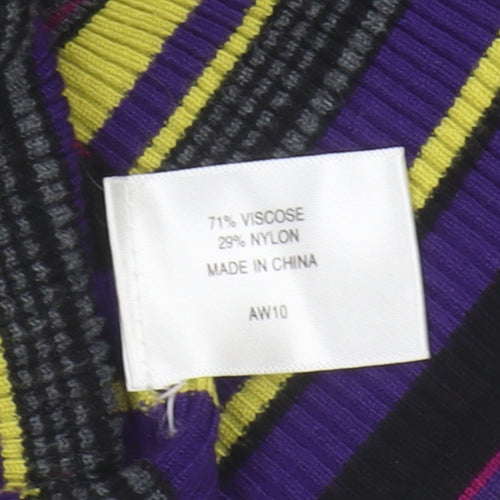 71% VISCOSE
29% NYLON
MADE IN CHINA
AW10